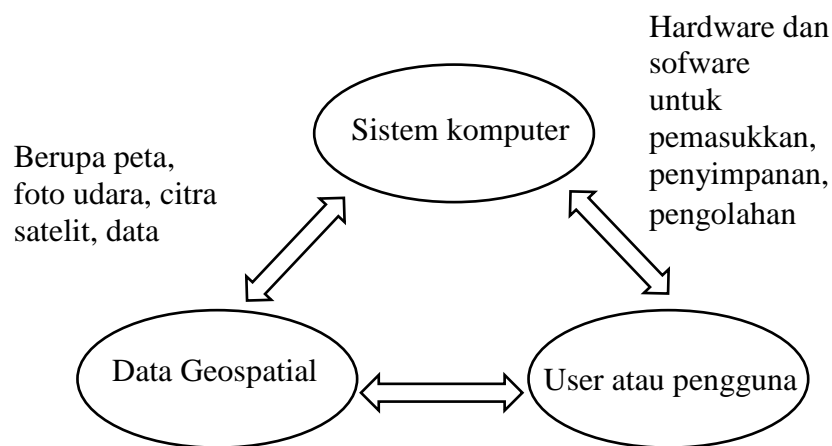 Hardware dan
sofware
untuk
pemasukkan,
penyimpanan,
pengolahan
Sistem komputer
Berupa peta,
foto udara, citra
satelit, data
Data Geospatial
User atau pengguna